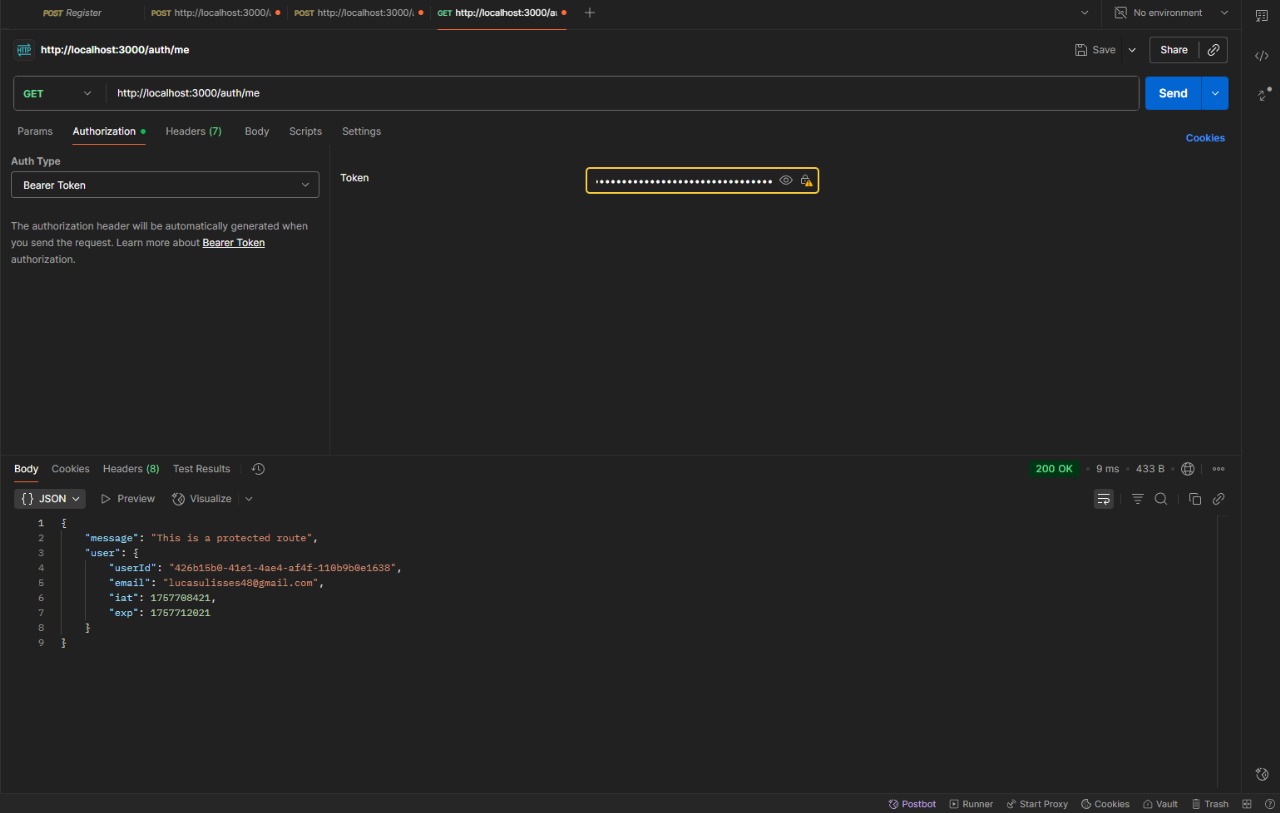 POST Register POST http://localhost:3000/a POST http://localhost:3000/a GET http://localhost:3000/au No environment
HTTP http://localhost:3000/auth/me Save Share
GET http://localhost:3000/auth/me Send
Params Authorization Headers (7) Body Scripts Settings Cookies
Auth Type
Bearer Token
Token
The authorization header will be automatically generated when
you send the request. Learn more about Bearer Token
authorization.
Body Cookies Headers (8) Test Results 200 OK 9 ms 433 B
{} JSON Preview Visualize
1 {
2 "message": "This is a protected route",
3 "user": {
4 "userId": "426b15b0-41e1-4ae4-af4f-110b9b0e1638",
5 "email": "lucasulisses48@gmail.com",
6 "iat": 1757708421,
7 "exp": 1757712021
8 }
9 }
Postbot Runner Start Proxy Cookies Vault Trash